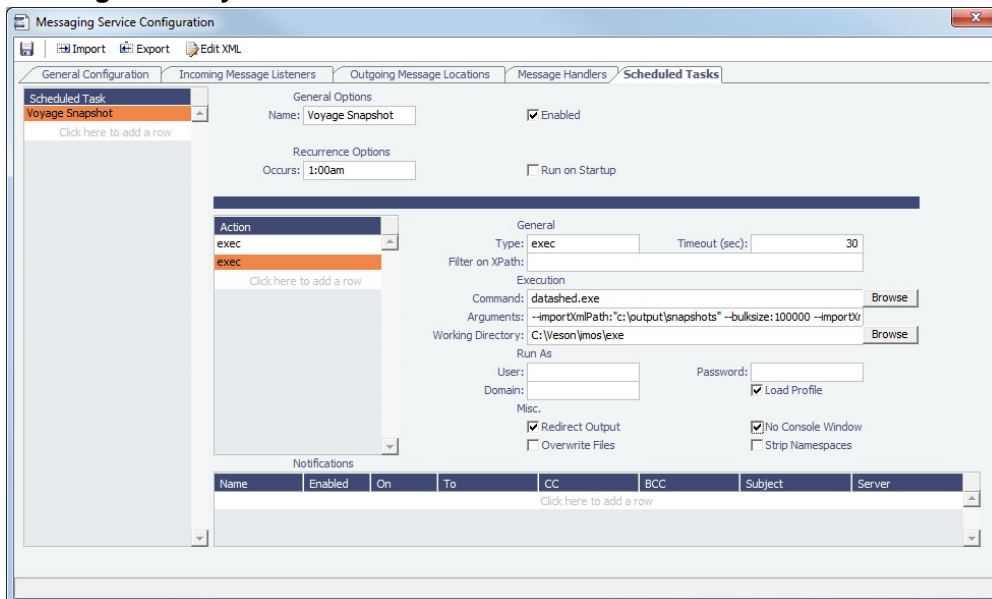 Messaging Service Configuration
Import Export Edit XML
General Configuration Incoming Message Listeners Outgoing Message Locations Message Handlers Scheduled Tasks
Scheduled Task
Voyage Snapshot
Click here to add a row
General Options
Name: Voyage Snapshot Enabled
Recurrence Options
Occurs: 1:00am Run on Startup
Action
exec
exec
Click here to add a row
General
Type: exec Timeout (sec): 30
Filter on XPath:
Execution
Command: datashed.exe Browse
Arguments: --importXmlPath:"c:\output\snapshots" --bulksize:100000 --importXr
Working Directory: C:\Veson\imos\exe Browse
Run As
User: Password:
Domain: Load Profile
Misc.
Redirect Output No Console Window
Overwrite Files Strip Namespaces
Notifications
Name Enabled On To CC BCC Subject Server
Click here to add a row